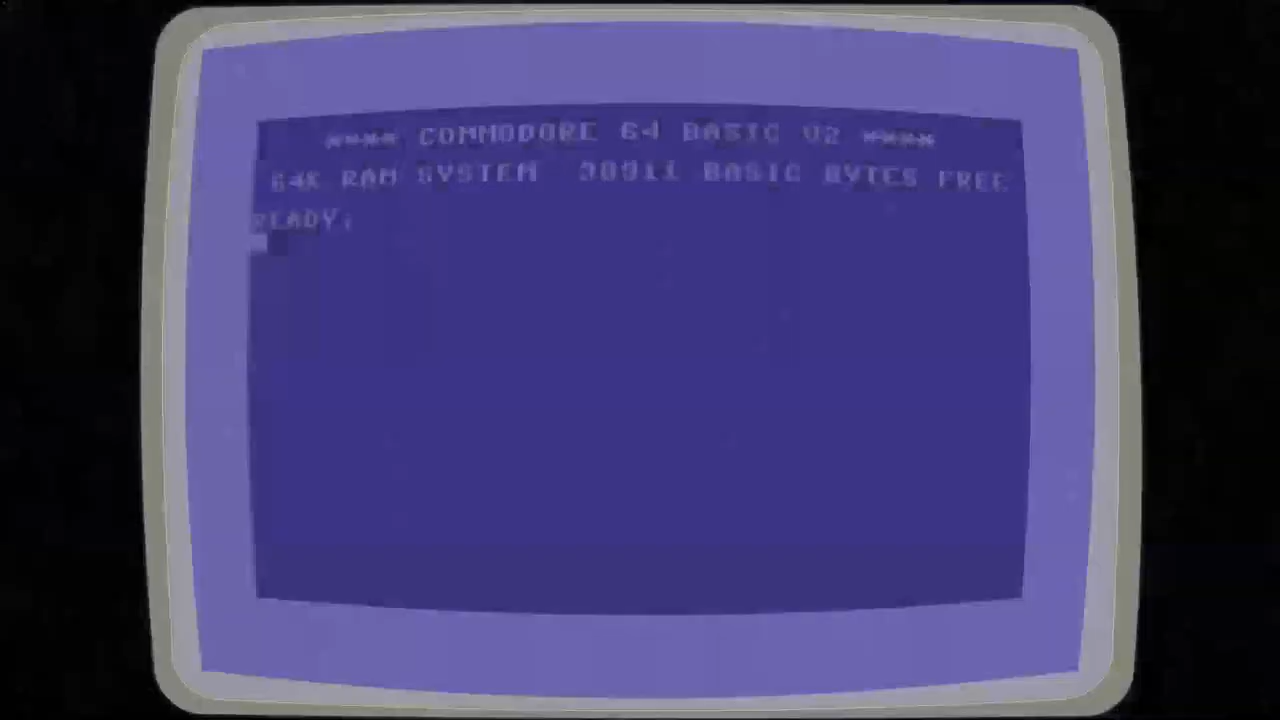 **** COMMODORE 64 BASIC V2 ****
64K RAM SYSTEM 38911 BASIC BYTES FREE
READY.